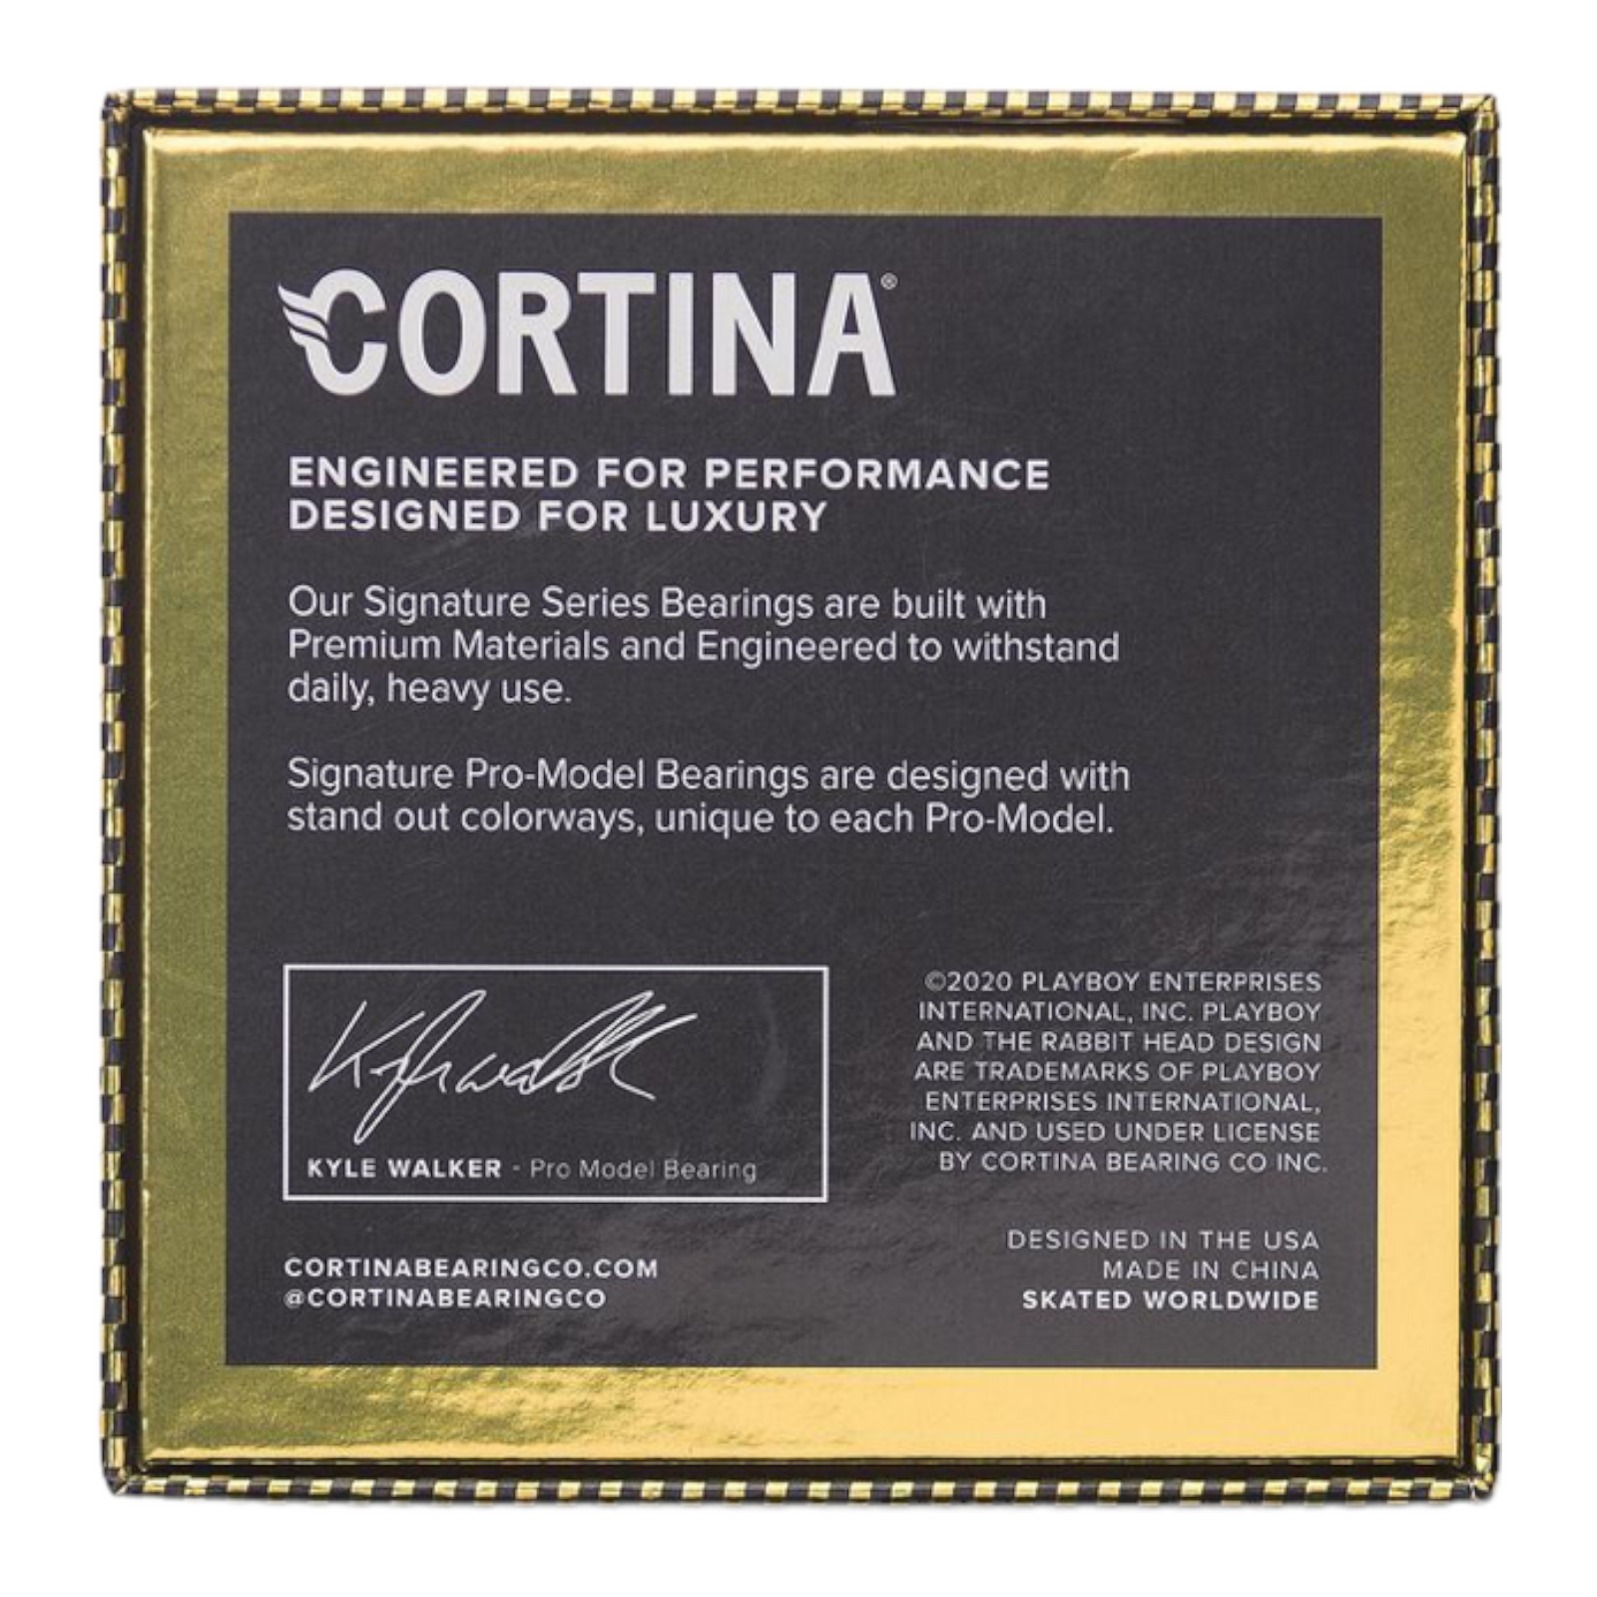 CORTINA®
ENGINEERED FOR PERFORMANCE
DESIGNED FOR LUXURY
Our Signature Series Bearings are built with
Premium Materials and Engineered to withstand
daily, heavy use.
Signature Pro-Model Bearings are designed with
stand out colorways, unique to each Pro-Model.
Kyle Walker
KYLE WALKER - Pro Model Bearing
CORTINABEARINGCO.COM
@CORTINABEARINGCO
©2020 PLAYBOY ENTERPRISES
INTERNATIONAL, INC. PLAYBOY
AND THE RABBIT HEAD DESIGN
ARE TRADEMARKS OF PLAYBOY
ENTERPRISES INTERNATIONAL,
INC. AND USED UNDER LICENSE
BY CORTINA BEARING CO INC.
DESIGNED IN THE USA
MADE IN CHINA
SKATED WORLDWIDE